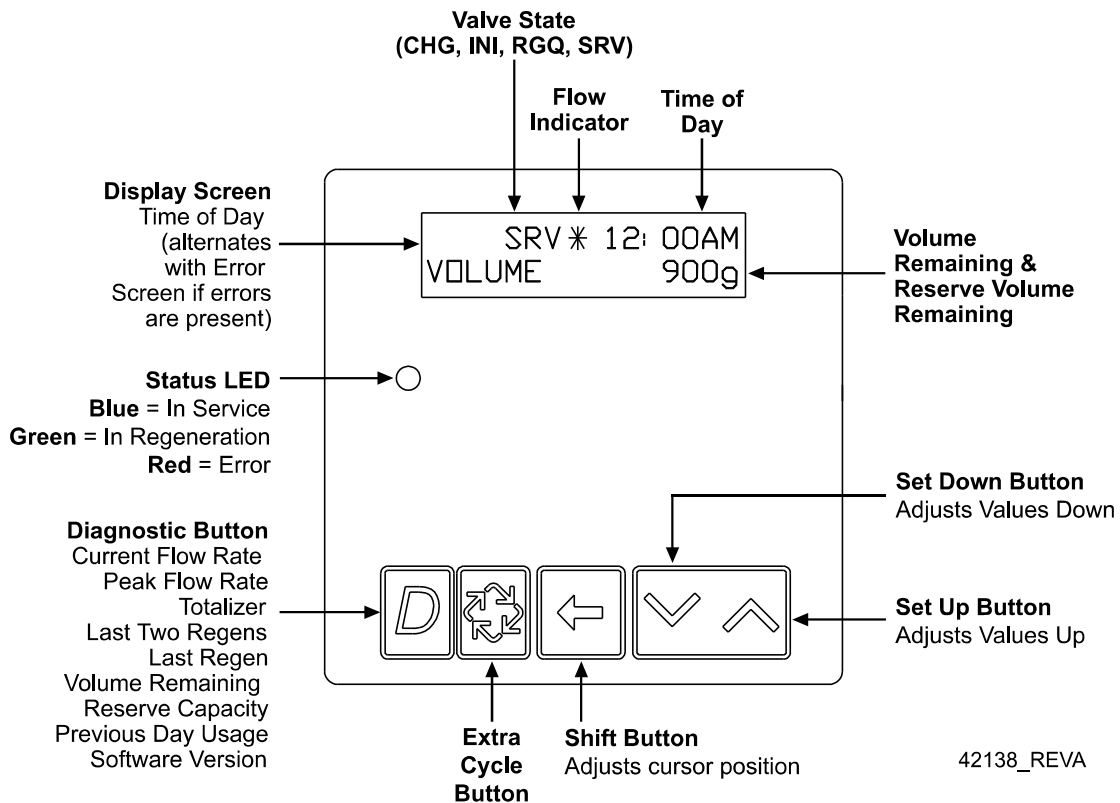 Valve State
(CHG, INI, RGQ, SRV)
Flow
Indicator
Time of
Day
Display Screen
Time of Day
(alternates
with Error
Screen if errors
are present)
SRV * 12: 00AM
VOLUME 900g
Volume
Remaining &
Reserve Volume
Remaining
Status LED
Blue = In Service
Green = In Regeneration
Red = Error
Set Down Button
Adjusts Values Down
Diagnostic Button
Current Flow Rate
Peak Flow Rate
Totalizer
Last Two Regens
Last Regen
Volume Remaining
Reserve Capacity
Previous Day Usage
Software Version
D
Set Up Button
Adjusts Values Up
Extra
Cycle
Button
Shift Button
Adjusts cursor position
42138_REVA